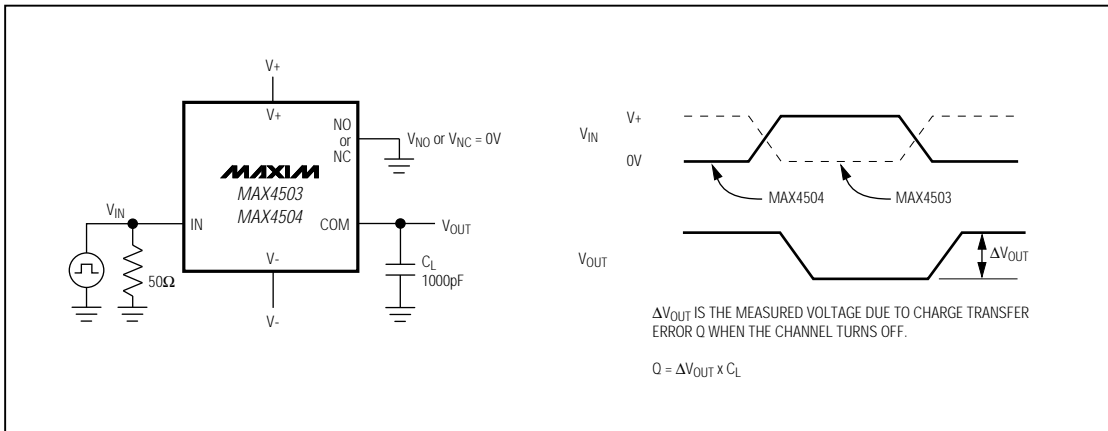 V+
V+
NO
or
NC
V_NO or V_NC = 0V
MAXIM
MAX4503
MAX4504
V_IN
IN
COM
V_OUT
C_L
1000pF
50Ω
V-
V-
V+
V_IN
0V
MAX4504
MAX4503
V_OUT
ΔV_OUT
ΔV_OUT IS THE MEASURED VOLTAGE DUE TO CHARGE TRANSFER
ERROR Q WHEN THE CHANNEL TURNS OFF.
Q = ΔV_OUT x C_L